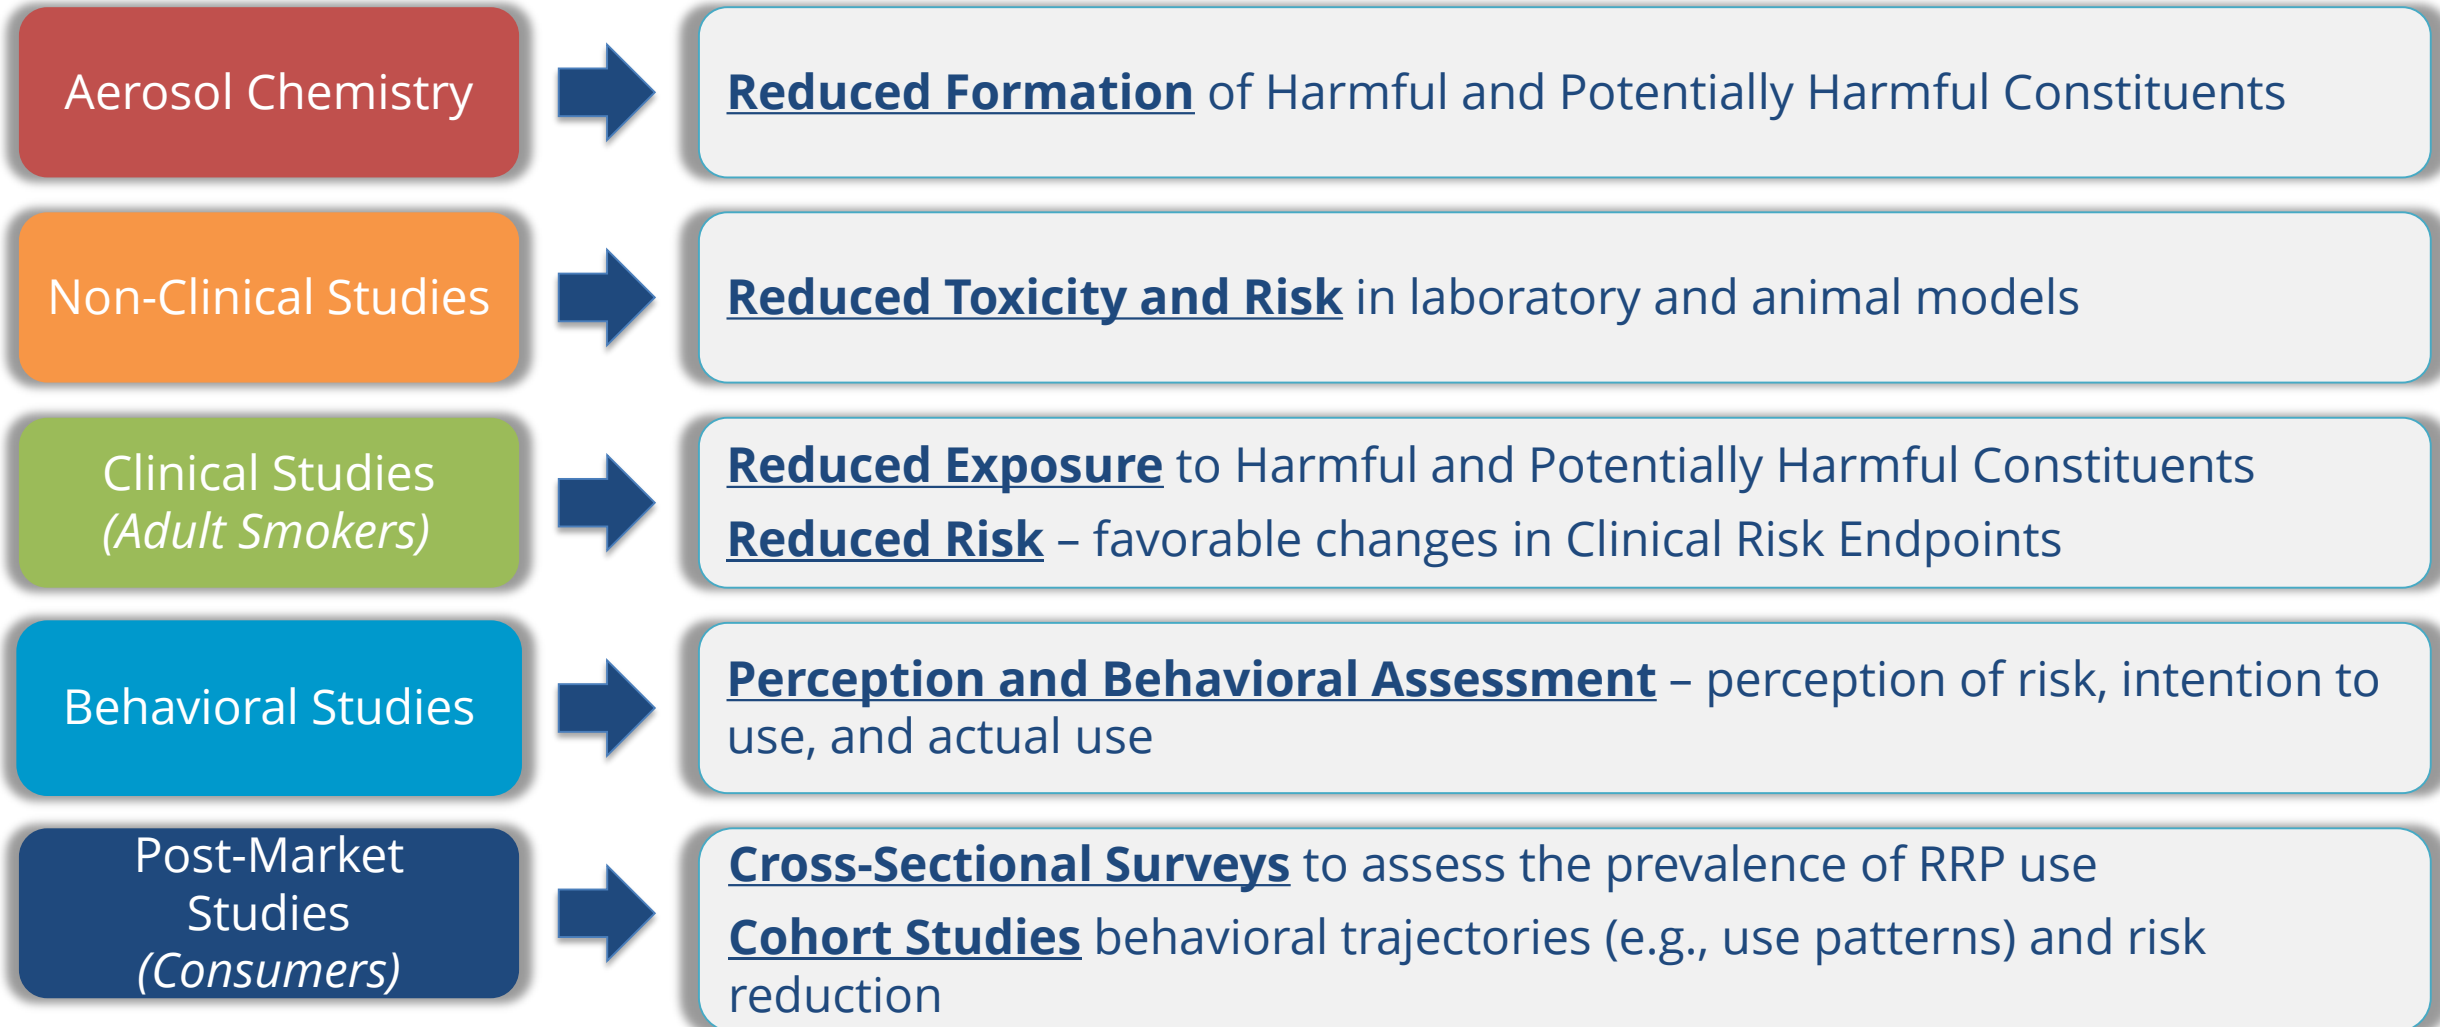 Aerosol Chemistry
Reduced Formation of Harmful and Potentially Harmful Constituents
Non-Clinical Studies
Reduced Toxicity and Risk in laboratory and animal models
Clinical Studies
(Adult Smokers)
Reduced Exposure to Harmful and Potentially Harmful Constituents
Reduced Risk – favorable changes in Clinical Risk Endpoints
Behavioral Studies
Perception and Behavioral Assessment – perception of risk, intention to
use, and actual use
Post-Market
Studies
(Consumers)
Cross-Sectional Surveys to assess the prevalence of RRP use
Cohort Studies behavioral trajectories (e.g., use patterns) and risk
reduction